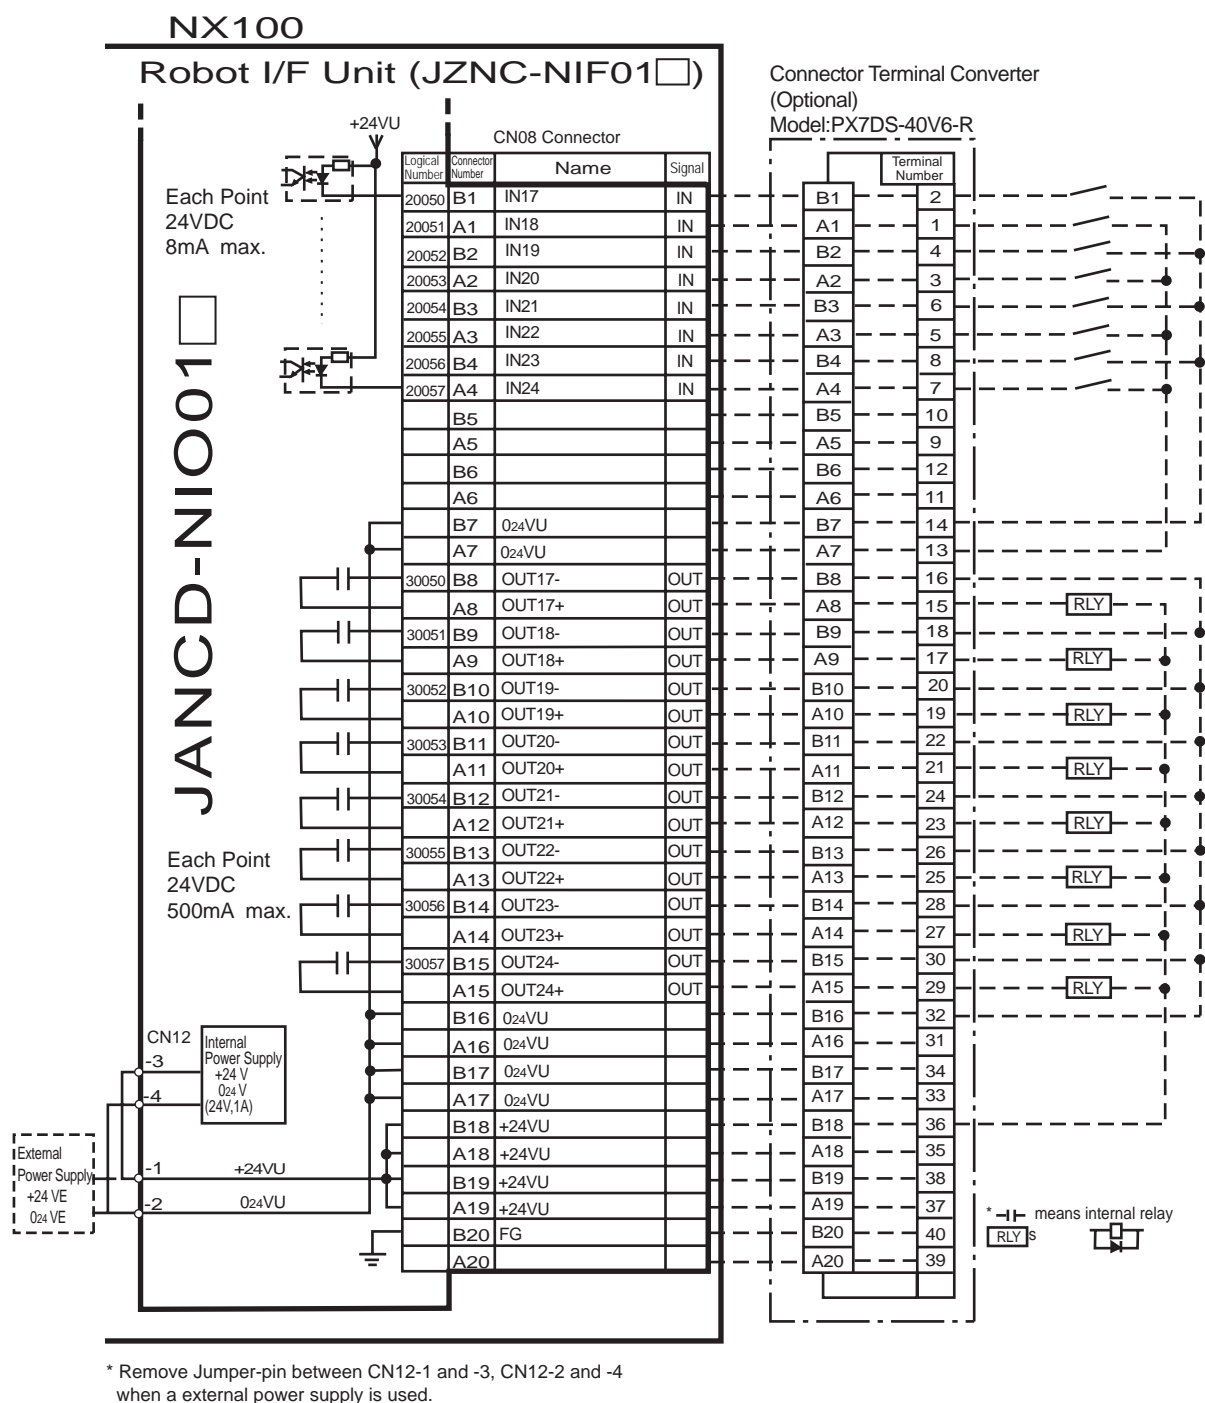 NX100
Robot I/F Unit (JZNC-NIF01□)
Connector Terminal Converter
(Optional)
Model:PX7DS-40V6-R
+24VU
CN08 Connector
Logical Number Connector Number Name Signal Terminal Number
Each Point
24VDC
8mA max.
JANCD-NIO01□
20050 B1 IN17 IN B1 2
20051 A1 IN18 IN A1 1
20052 B2 IN19 IN B2 4
20053 A2 IN20 IN A2 3
20054 B3 IN21 IN B3 6
20055 A3 IN22 IN A3 5
20056 B4 IN23 IN B4 8
20057 A4 IN24 IN A4 7
B5 B5 10
A5 A5 9
B6 B6 12
A6 A6 11
B7 024VU B7 14
A7 024VU A7 13
30050 B8 OUT17- OUT B8 16
A8 OUT17+ OUT A8 15 RLY
30051 B9 OUT18- OUT B9 18
A9 OUT18+ OUT A9 17 RLY
30052 B10 OUT19- OUT B10 20
A10 OUT19+ OUT A10 19 RLY
30053 B11 OUT20- OUT B11 22
A11 OUT20+ OUT A11 21 RLY
30054 B12 OUT21- OUT B12 24
A12 OUT21+ OUT A12 23 RLY
30055 B13 OUT22- OUT B13 26
A13 OUT22+ OUT A13 25 RLY
30056 B14 OUT23- OUT B14 28
A14 OUT23+ OUT A14 27 RLY
30057 B15 OUT24- OUT B15 30
A15 OUT24+ OUT A15 29 RLY
B16 024VU B16 32
A16 024VU A16 31
B17 024VU B17 34
A17 024VU A17 33
B18 +24VU B18 36
A18 +24VU A18 35
B19 +24VU B19 38
A19 +24VU A19 37
B20 FG B20 40
A20 A20 39
Each Point
24VDC
500mA max.
CN12
-3
-4
Internal
Power Supply
+24 V
024 V
(24V,1A)
External
Power Supply
+24 VE
024 VE
-1 +24VU
-2 024VU
* means internal relay
RLY s
* Remove Jumper-pin between CN12-1 and -3, CN12-2 and -4
when a external power supply is used.